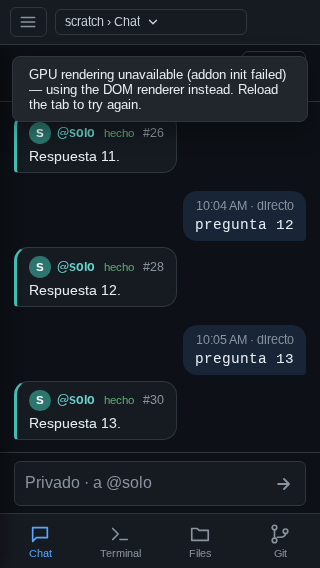 scratch › Chat
GPU rendering unavailable (addon init failed)
— using the DOM renderer instead. Reload
the tab to try again.
S @solo hecho #26
Respuesta 11.
10:04 AM · directo
pregunta 12
S @solo hecho #28
Respuesta 12.
10:05 AM · directo
pregunta 13
S @solo hecho #30
Respuesta 13.
Privado · a @solo
Chat Terminal Files Git